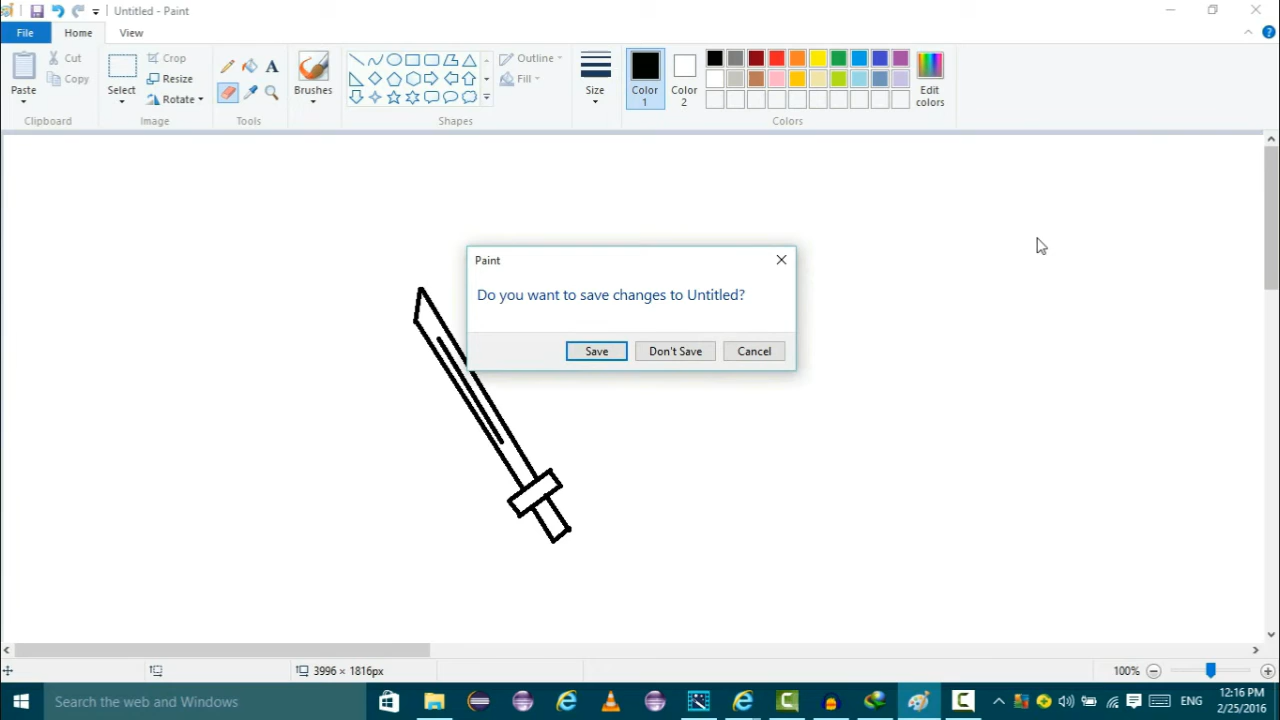 Untitled - Paint
File Home View
Paste
Cut
Copy
Clipboard
Select
Crop
Resize
Rotate
Image
A
Tools
Brushes
Outline
Fill
Shapes
Size
Color
1
Color
2
Edit
colors
Colors
Paint
Do you want to save changes to Untitled?
Save Don't Save Cancel
3996 × 1816px
100%
Search the web and Windows
ENG
12:16 PM
2/25/2016